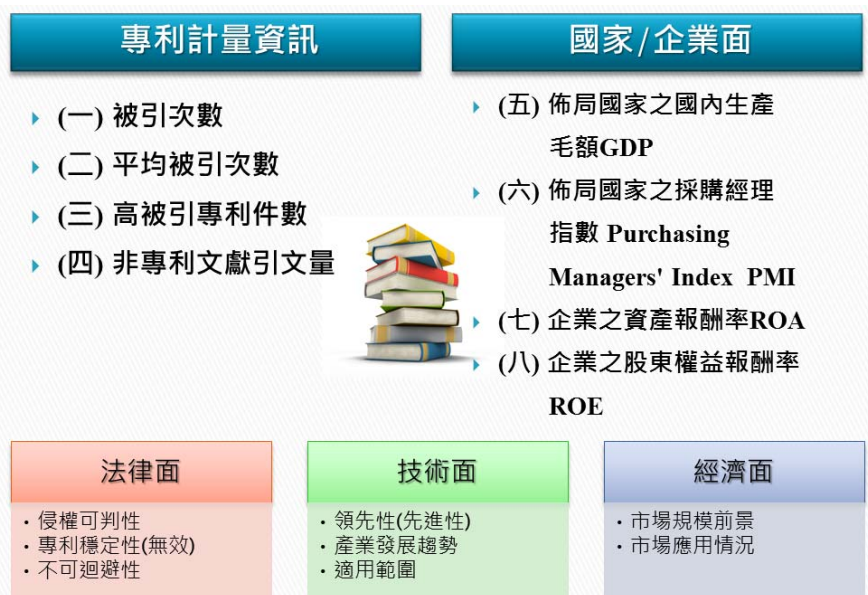 專利計量資訊
(一) 被引次數
(二) 平均被引次數
(三) 高被引專利件數
(四) 非專利文獻引文量
國家/企業面
(五) 佈局國家之國內生產
毛額GDP
(六) 佈局國家之採購經理
指數 Purchasing
Managers' Index PMI
(七) 企業之資產報酬率ROA
(八) 企業之股東權益報酬率
ROE
法律面
・侵權可判性
・專利穩定性(無效)
・不可迴避性
技術面
・領先性(先進性)
・產業發展趨勢
・適用範圍
經濟面
・市場規模前景
・市場應用情況